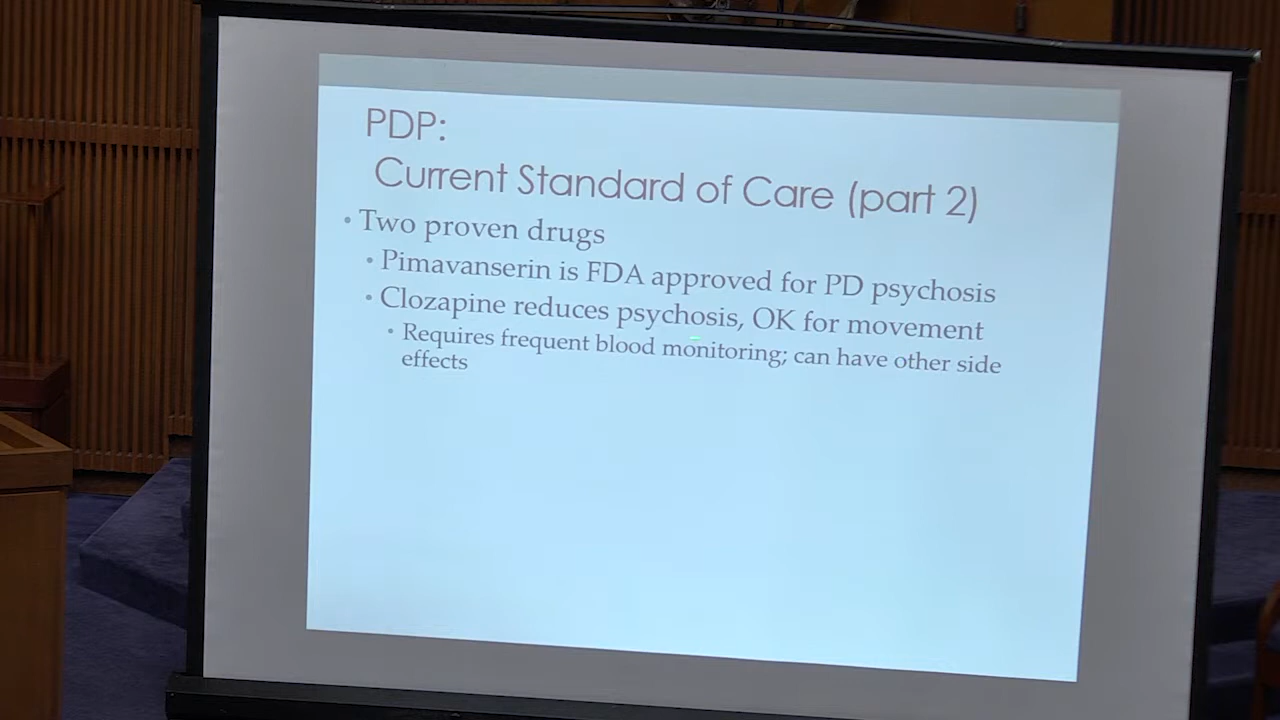 PDP:
Current Standard of Care (part 2)
• Two proven drugs
• Pimavanserin is FDA approved for PD psychosis
• Clozapine reduces psychosis, OK for movement
• Requires frequent blood monitoring; can have other side
effects